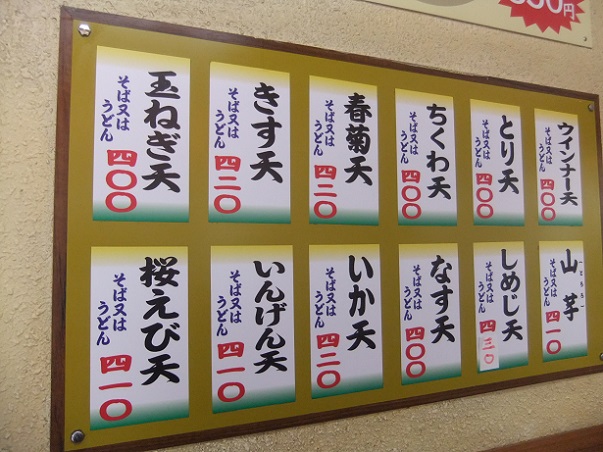 50円
ウインナー天
そば又は
うどん
四〇〇
とり天
そば又は
うどん
四〇〇
ちくわ天
そば又は
うどん
四〇〇
春菊天
そば又は
うどん
四二〇
きす天
そば又は
うどん
四二〇
玉ねぎ天
そば又は
うどん
四〇〇
山芋
(とろろ)
そば又は
うどん
四一〇
しめじ天
そば又は
うどん
四三〇
なす天
そば又は
うどん
四〇〇
いか天
そば又は
うどん
四二〇
いんげん天
そば又は
うどん
四一〇
桜えび天
そば又は
うどん
四一〇